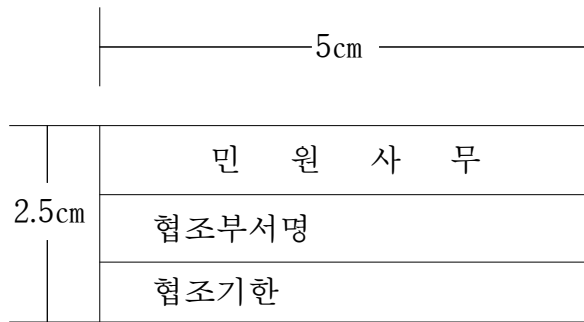 5cm
민 원 사 무
2.5cm
협조부서명
협조기한